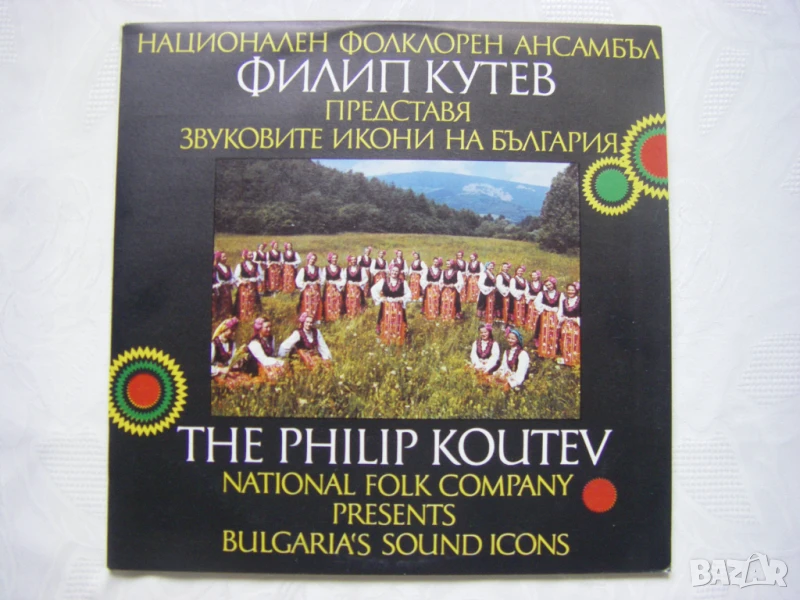 НАЦИОНАЛЕН ФОЛКЛОРЕН АНСАМБЪЛ
ФИЛИП КУТЕВ
ПРЕДСТАВЯ
ЗВУКОВИТЕ ИКОНИ НА БЪЛГАРИЯ
THE PHILIP KOUTEV
NATIONAL FOLK COMPANY
PRESENTS
BULGARIA'S SOUND ICONS
BAZAR